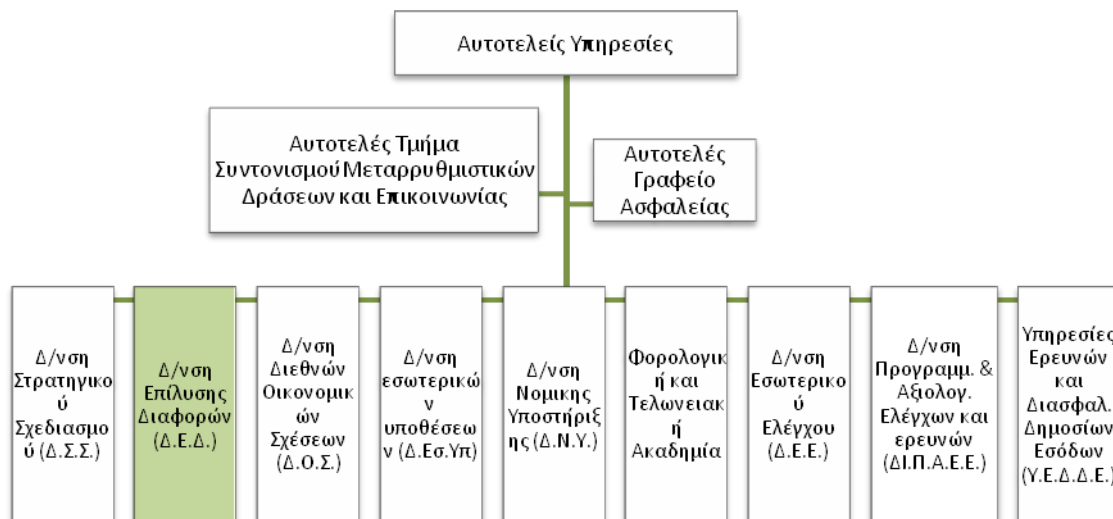 Αυτοτελείς Υπηρεσίες
Αυτοτελές Τμήμα
Συντονισμού Μεταρρυθμιστικών
Δράσεων και Επικοινωνίας
Αυτοτελές
Γραφείο
Ασφαλείας
Δ/νση
Στρατηγικο
ύ
Σχεδιασμο
ύ (Δ.Σ.Σ.)
Δ/νση
Επίλυσης
Διαφορών
(Δ.Ε.Δ.)
Δ/νση
Διεθνών
Οικονομικ
ών
Σχέσεων
(Δ.Ο.Σ.)
Δ/νση
εσωτερικώ
ν
υποθέσεω
ν (Δ.Εσ.Υπ)
Δ/νση
Νομικης
Υποστήριξ
ης (Δ.Ν.Υ.)
Φορολογικ
ή και
Τελωνειακ
ή
Ακαδημία
Δ/νση
Εσωτερικο
ύ
Ελέγχου
(Δ.Ε.Ε.)
Δ/νση
Προγραμμ. &
Αξιολογ.
Ελέγχων και
ερευνών
(ΔΙ.Π.Α.Ε.Ε.)
Υπηρεσίες
Ερευνών
και
Διασφαλ.
Δημοσίων
Εσόδων
(Υ.Ε.Δ.Δ.Ε.)